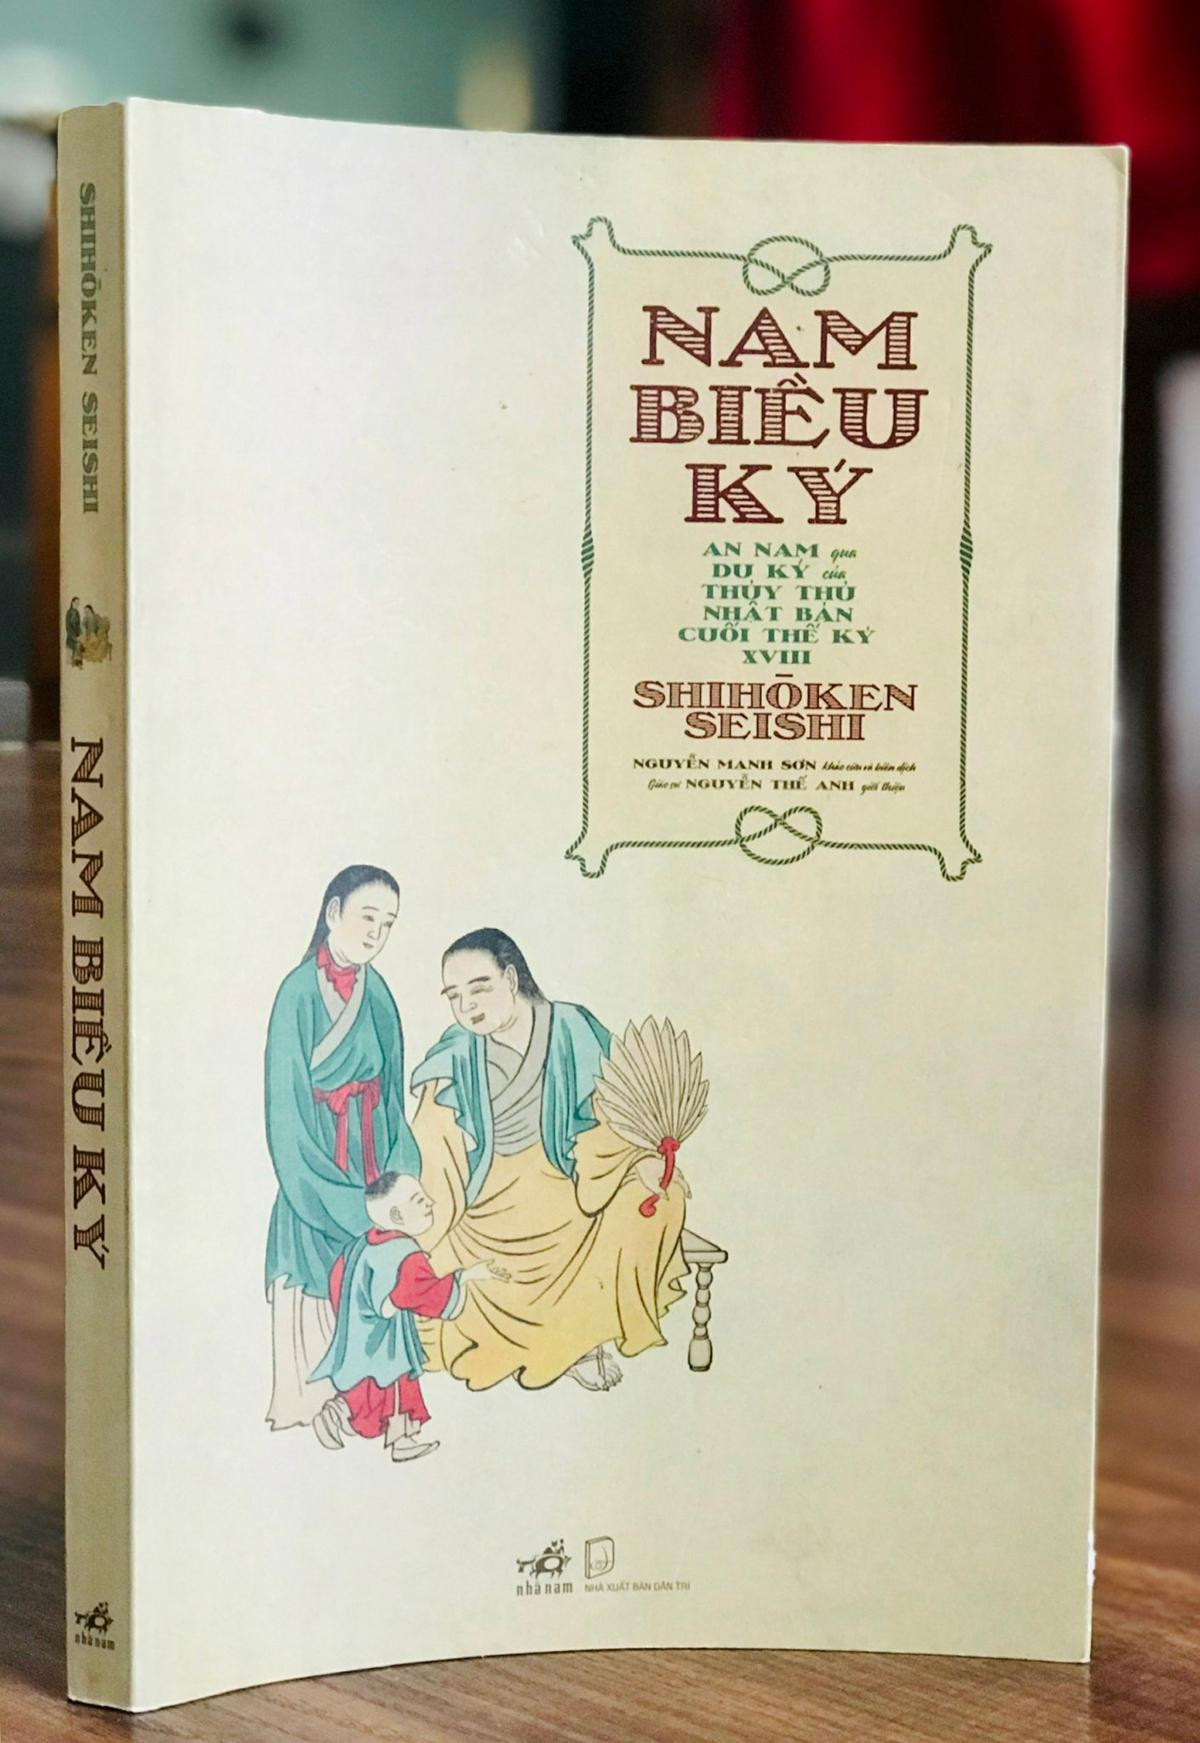 SHIHŌKEN SEISHI
NAM BIỀU KÝ
nhã nam
NAM
BIỀU
KÝ
AN NAM qua
DU KÝ của
THỦY THỦ
NHẬT BẢN
CUỐI THẾ KỶ
XVIII
SHIHŌKEN
SEISHI
NGUYỄN MẠNH SƠN khảo cứu và biên dịch
Giáo sư NGUYỄN THẾ ANH giới thiệu
nhã nam
NHÀ XUẤT BẢN DÂN TRÍ